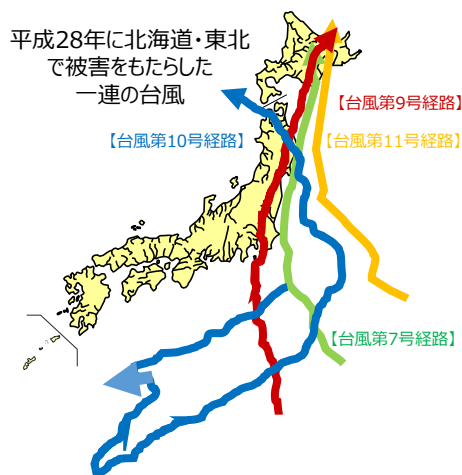 平成28年に北海道・東北
で被害をもたらした
一連の台風
【台風第9号経路】
【台風第10号経路】
【台風第11号経路】
【台風第7号経路】